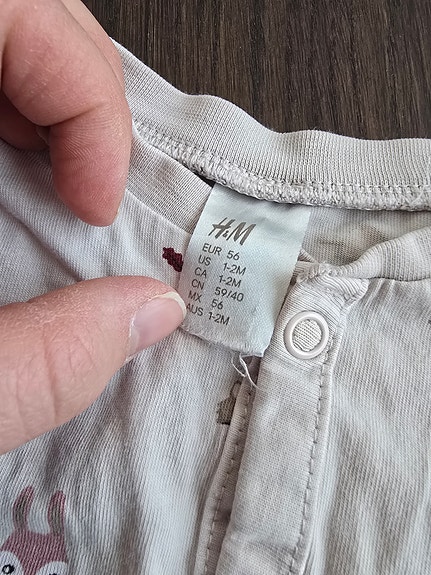 H&M
EUR 56
US 1-2M
CA 1-2M
CN 59/40
MX 56
AUS 1-2M